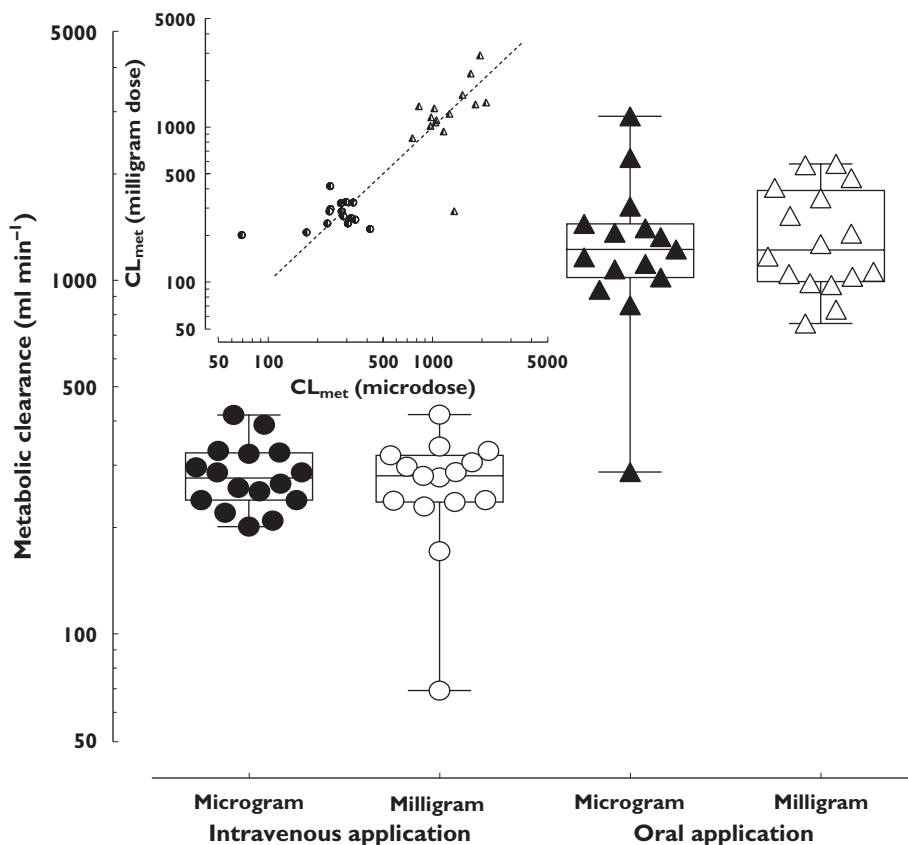 5000
1000
500
100
50
Metabolic clearance (ml min⁻¹)
5000
1000
500
100
50
CLmet (milligram dose)
50 100 500 1000 5000
CLmet (microdose)
Microgram Milligram Microgram Milligram
Intravenous application Oral application